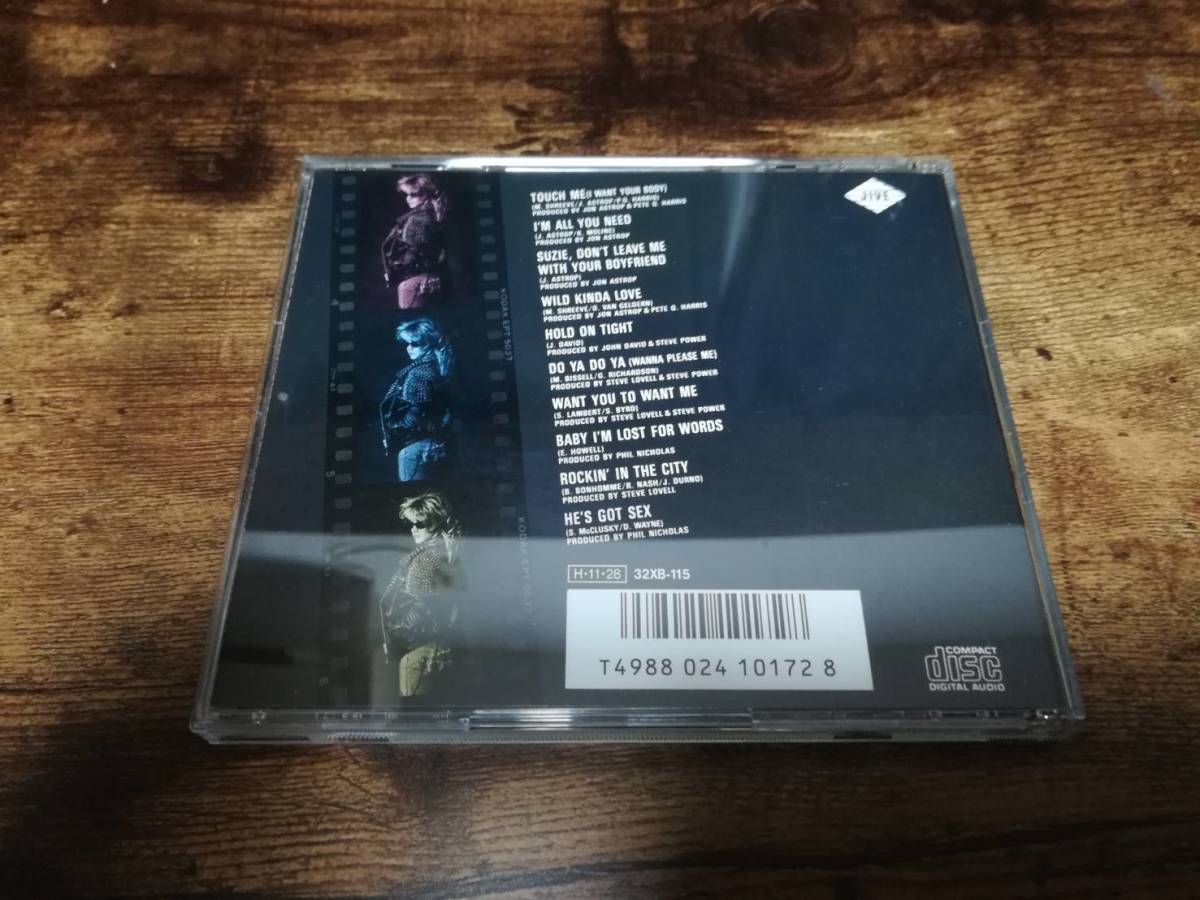 TOUCH ME (I WANT YOUR BODY)
(M. SHREEVE/J. ASTROP/P.G. HARRIS)
PRODUCED BY JON ASTROP & PETE G. HARRIS
I'M ALL YOU NEED
(J. ASTROP/K. MOLINE)
PRODUCED BY JON ASTROP
SUZIE, DON'T LEAVE ME
WITH YOUR BOYFRIEND
(J. ASTROP)
PRODUCED BY JON ASTROP
WILD KINDA LOVE
(M. SHREEVE/G. VAN GELDERN)
PRODUCED BY JON ASTROP & PETE G. HARRIS
HOLD ON TIGHT
(J. DAVID)
PRODUCED BY JOHN DAVID & STEVE POWER
DO YA DO YA (WANNA PLEASE ME)
(M. BISSELL/G. RICHARDSON)
PRODUCED BY STEVE LOVELL & STEVE POWER
WANT YOU TO WANT ME
(S. LAMBERT/S. BYRD)
PRODUCED BY STEVE LOVELL & STEVE POWER
BABY I'M LOST FOR WORDS
(E. HOWELL)
PRODUCED BY PHIL NICHOLAS
ROCKIN' IN THE CITY
(B. BONHOMME/R. NASH/J. DURNO)
PRODUCED BY STEVE LOVELL
HE'S GOT SEX
(S. McCLUSKY/D. WAYNE)
PRODUCED BY PHIL NICHOLAS
H·11·28 32XB-115
T4988 024 10172 8
JIVE
KODAK EPT 5037
KODAK EPT 5037
COMPACT
disc
DIGITAL AUDIO